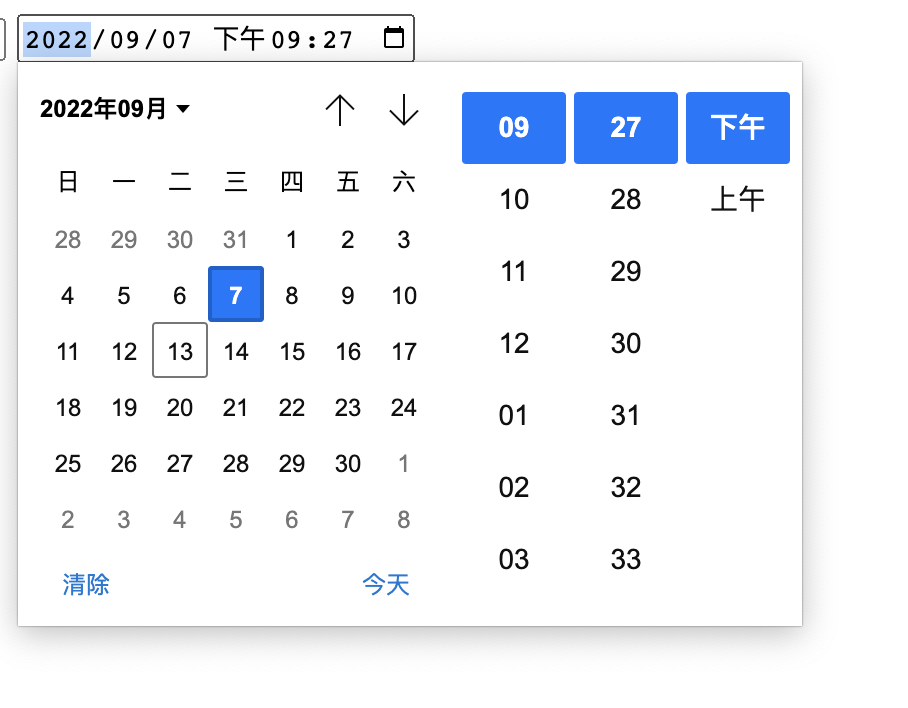 2022/09/07 下午 09:27
2022年09月
日 一 二 三 四 五 六
28 29 30 31 1 2 3
4 5 6 7 8 9 10
11 12 13 14 15 16 17
18 19 20 21 22 23 24
25 26 27 28 29 30 1
2 3 4 5 6 7 8
清除 今天
09 27 下午
10 28 上午
11 29
12 30
01 31
02 32
03 33